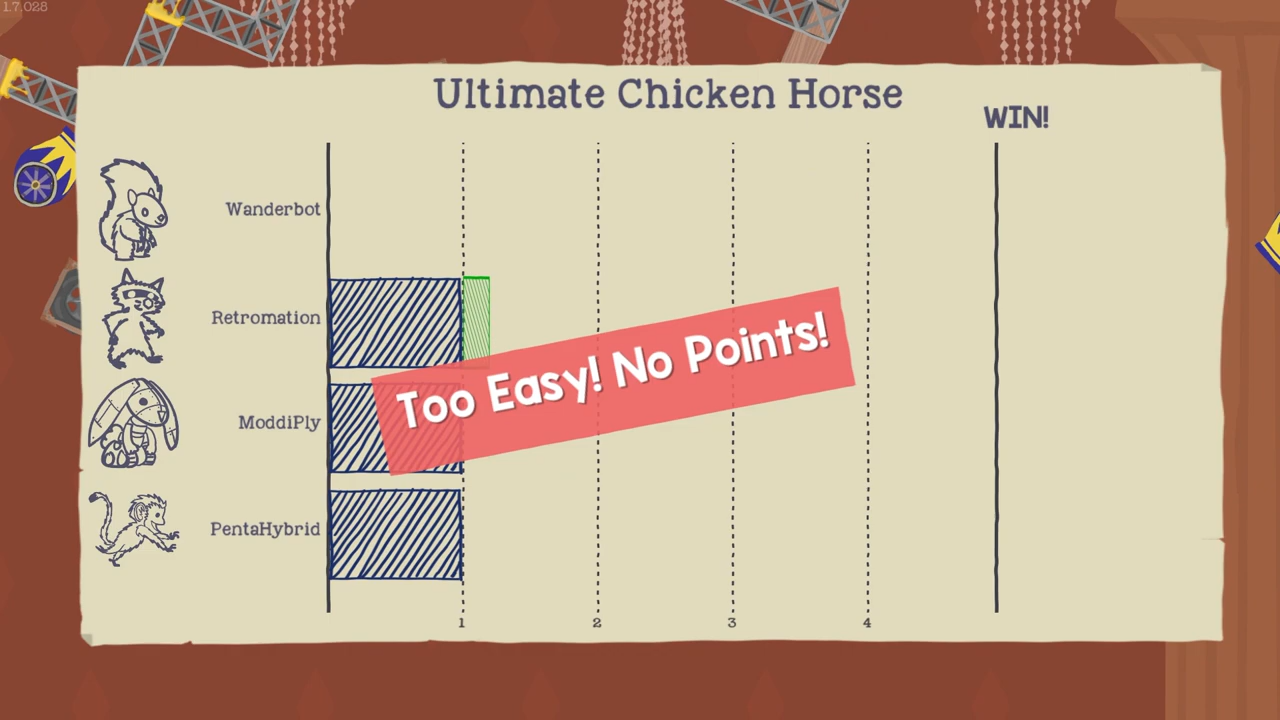 1.7.028
Ultimate Chicken Horse
WIN!
Wanderbot
Retromation
ModdiPly
PentaHybrid
Too Easy! No Points!
1 2 3 4